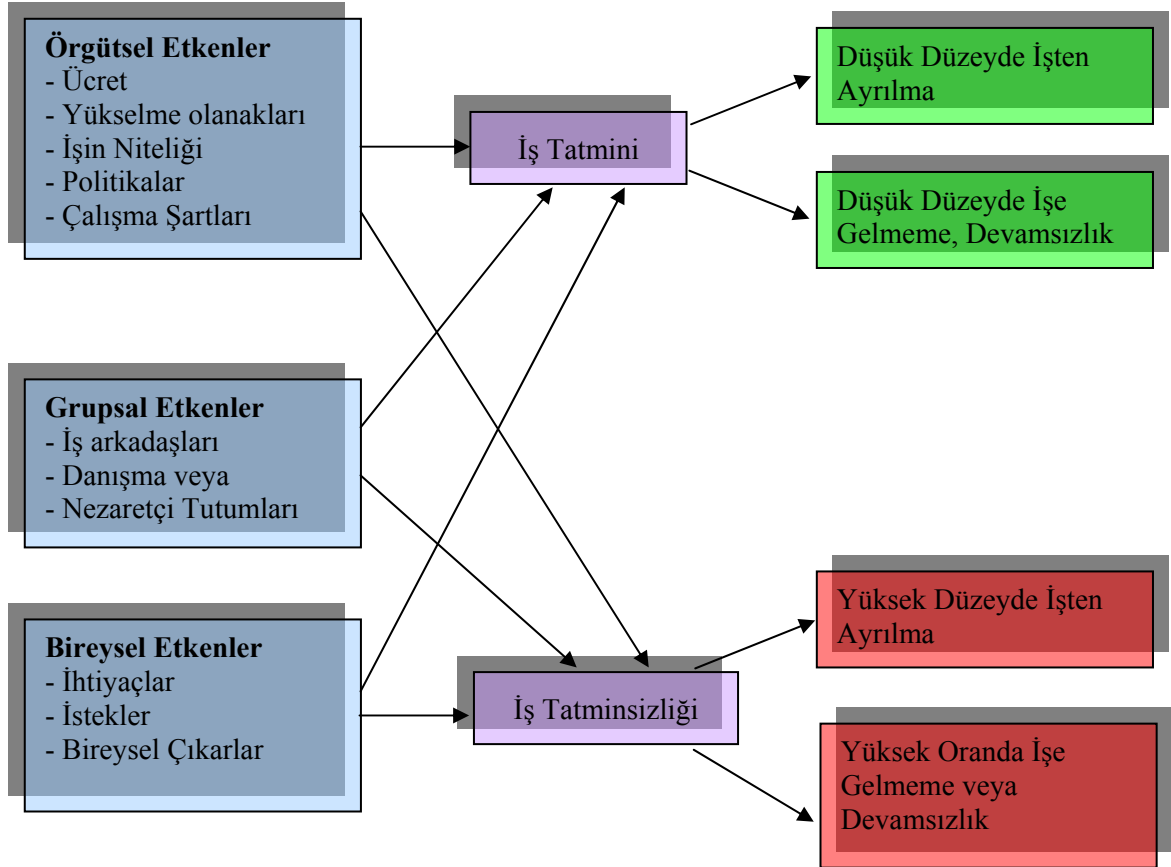 Örgütsel Etkenler
- Ücret
- Yükselme olanakları
- İşin Niteliği
- Politikalar
- Çalışma Şartları
Grupsal Etkenler
- İş arkadaşları
- Danışma veya
- Nezaretçi Tutumları
Bireysel Etkenler
- İhtiyaçlar
- İstekler
- Bireysel Çıkarlar
İş Tatmini
İş Tatminsizliği
Düşük Düzeyde İşten
Ayrılma
Düşük Düzeyde İşe
Gelmeme, Devamsızlık
Yüksek Düzeyde İşten
Ayrılma
Yüksek Oranda İşe
Gelmeme veya
Devamsızlık